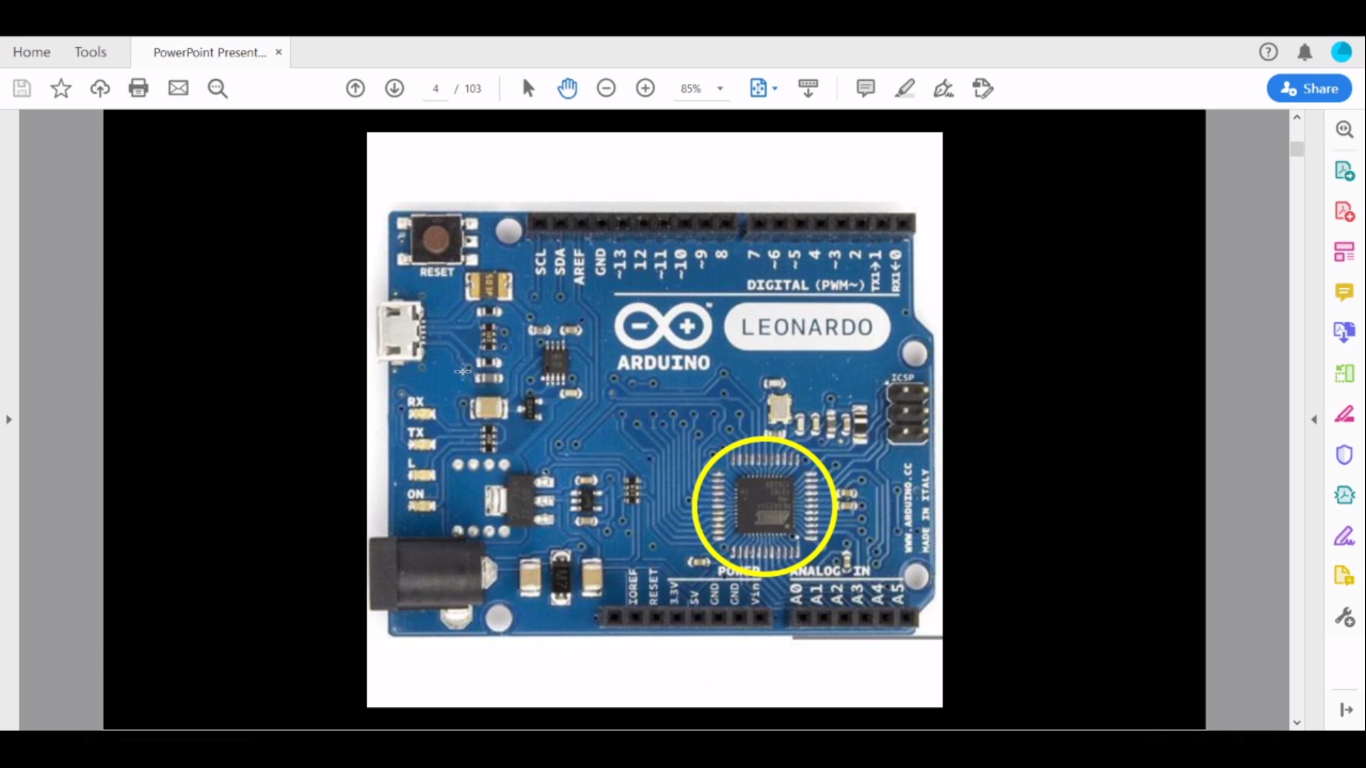 Home Tools PowerPoint Present... ×
4 / 103 85% Share
RESET
SCL SDA AREF GND ~13 12 ~11 ~10 ~9 8 7 ~6 ~5 4 ~3 2 TX1→1 RX1←0
DIGITAL (PWM~)
ARDUINO
LEONARDO
ICSP
RX
TX
L
ON
WWW.ARDUINO.CC
MADE IN ITALY
POWER ANALOG IN
IOREF RESET 3.3V 5V GND GND Vin A0 A1 A2 A3 A4 A5